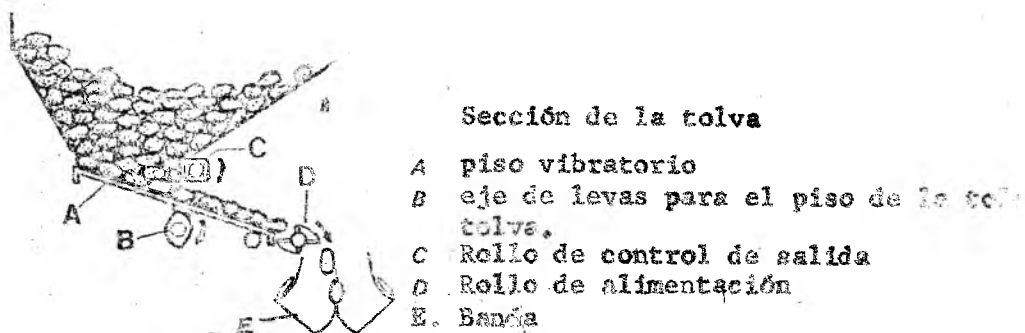 C
D
A
B
E
Sección de la tolva
A piso vibratorio
B eje de levas para el piso de la
tolva.
C Rollo de control de salida
D Rollo de alimentación
E. Banda